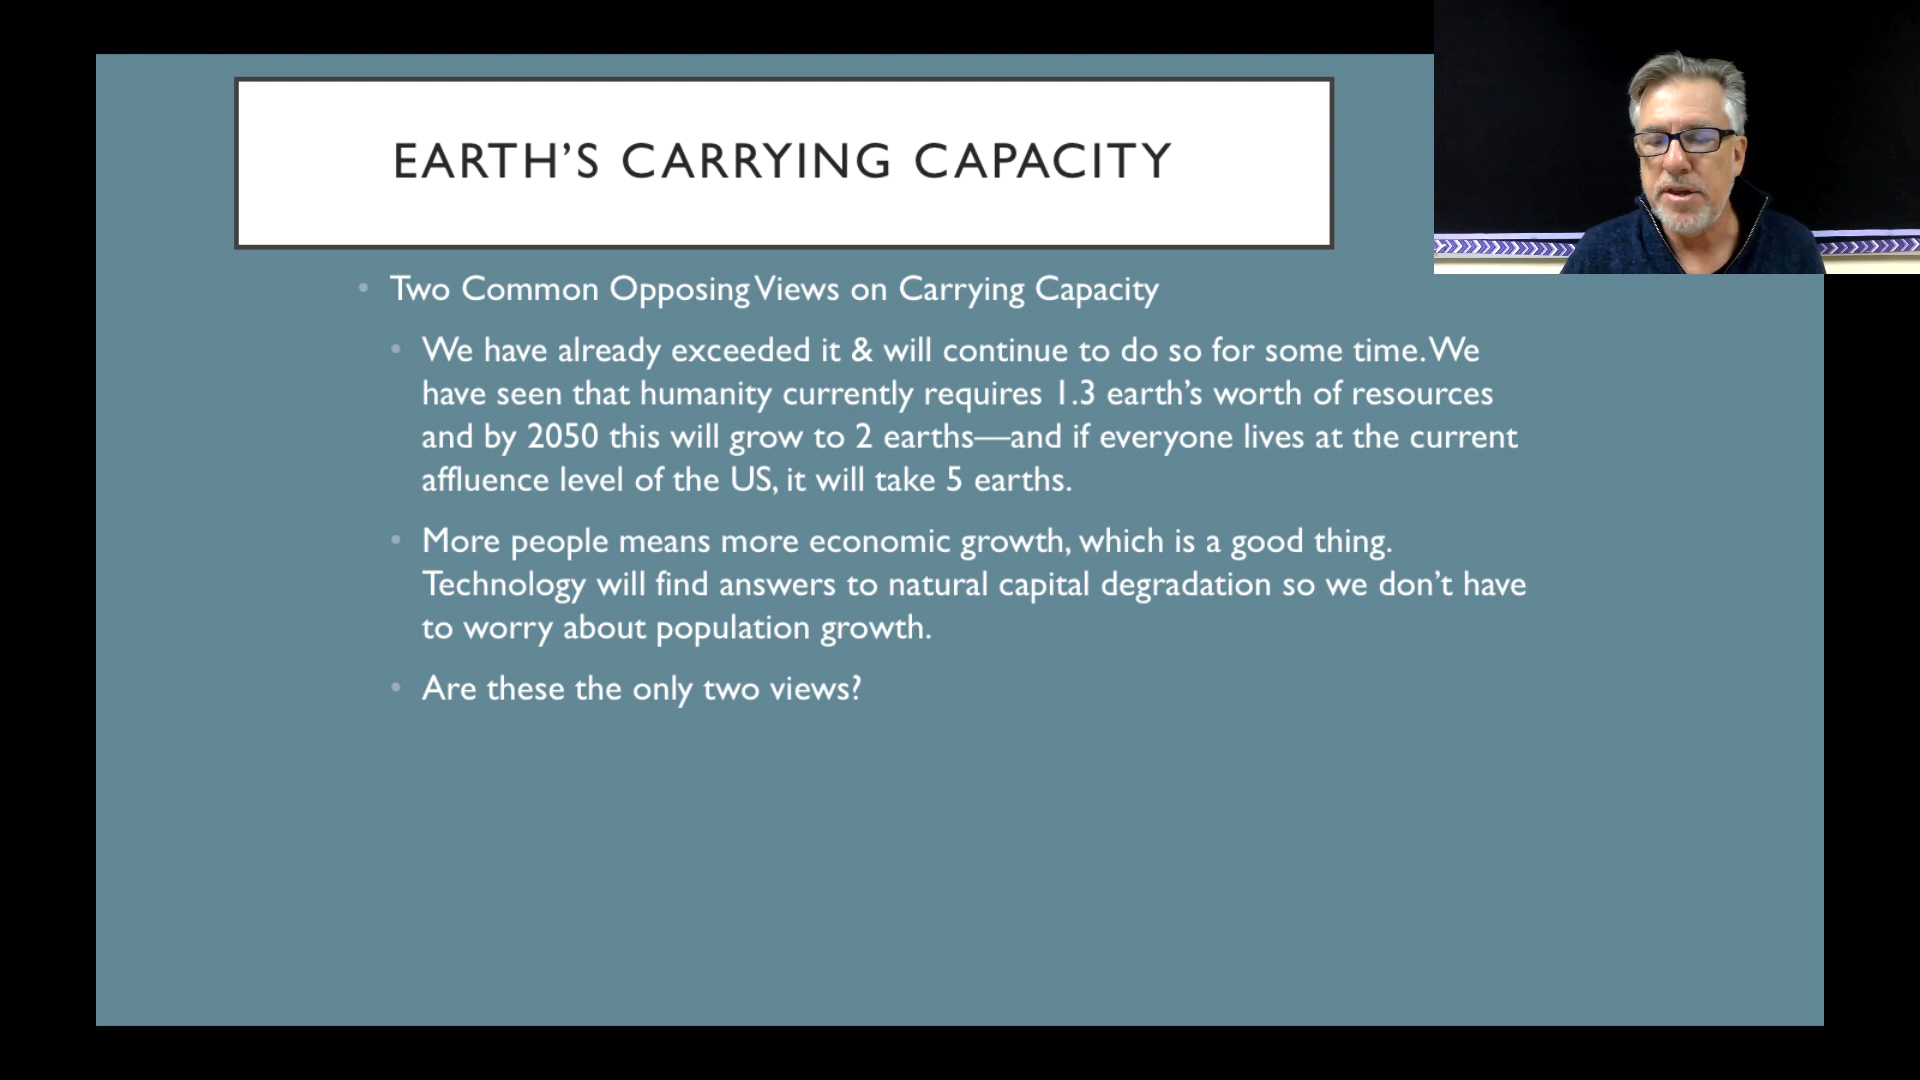 EARTH’S CARRYING CAPACITY
• Two Common Opposing Views on Carrying Capacity
• We have already exceeded it & will continue to do so for some time. We
have seen that humanity currently requires 1.3 earth’s worth of resources
and by 2050 this will grow to 2 earths—and if everyone lives at the current
affluence level of the US, it will take 5 earths.
• More people means more economic growth, which is a good thing.
Technology will find answers to natural capital degradation so we don’t have
to worry about population growth.
• Are these the only two views?